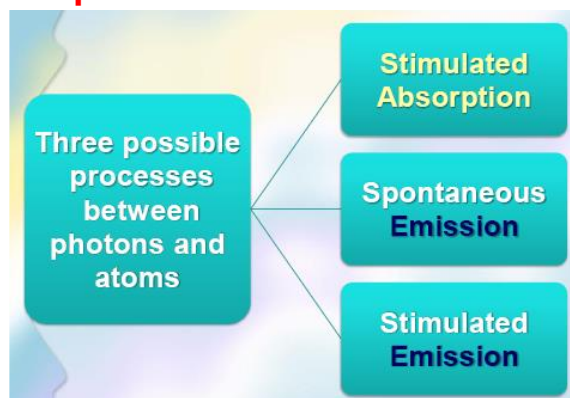 Three possible
processes
between
photons and
atoms
Stimulated
Absorption
Spontaneous
Emission
Stimulated
Emission